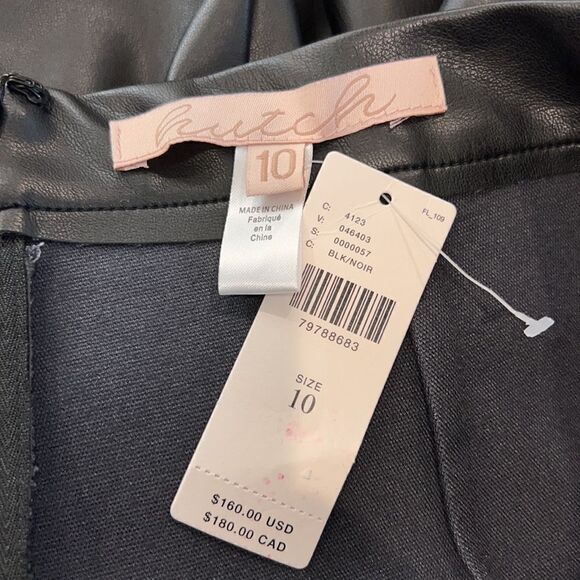 hutch
10
MADE IN CHINA
Fabriqué
en la
Chine
FL_109
C: 4123
V: 046403
S: 0000057
C: BLK/NOIR
79788683
SIZE
10
$160.00 USD
$180.00 CAD